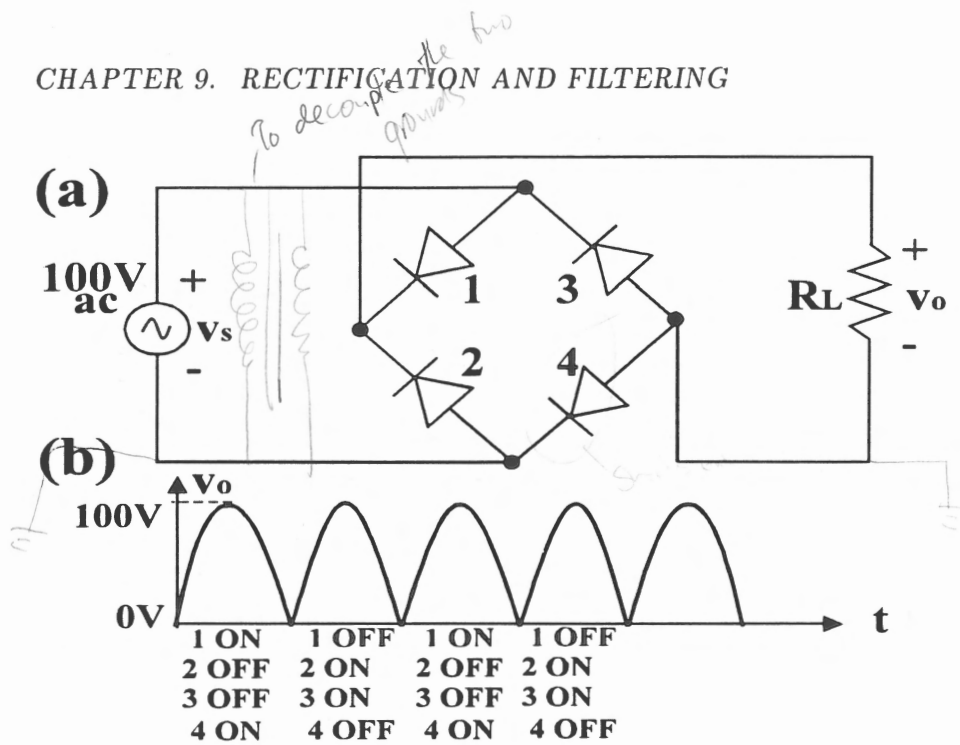 CHAPTER 9. RECTIFICATION AND FILTERING
To decouple the two
grounds
(a)
100V
ac
+
vs
-
1
3
2
4
RL
+
vo
-
(b)
vo
100V
0V
t
1 ON 1 OFF 1 ON 1 OFF
2 OFF 2 ON 2 OFF 2 ON
3 OFF 3 ON 3 OFF 3 ON
4 ON 4 OFF 4 ON 4 OFF